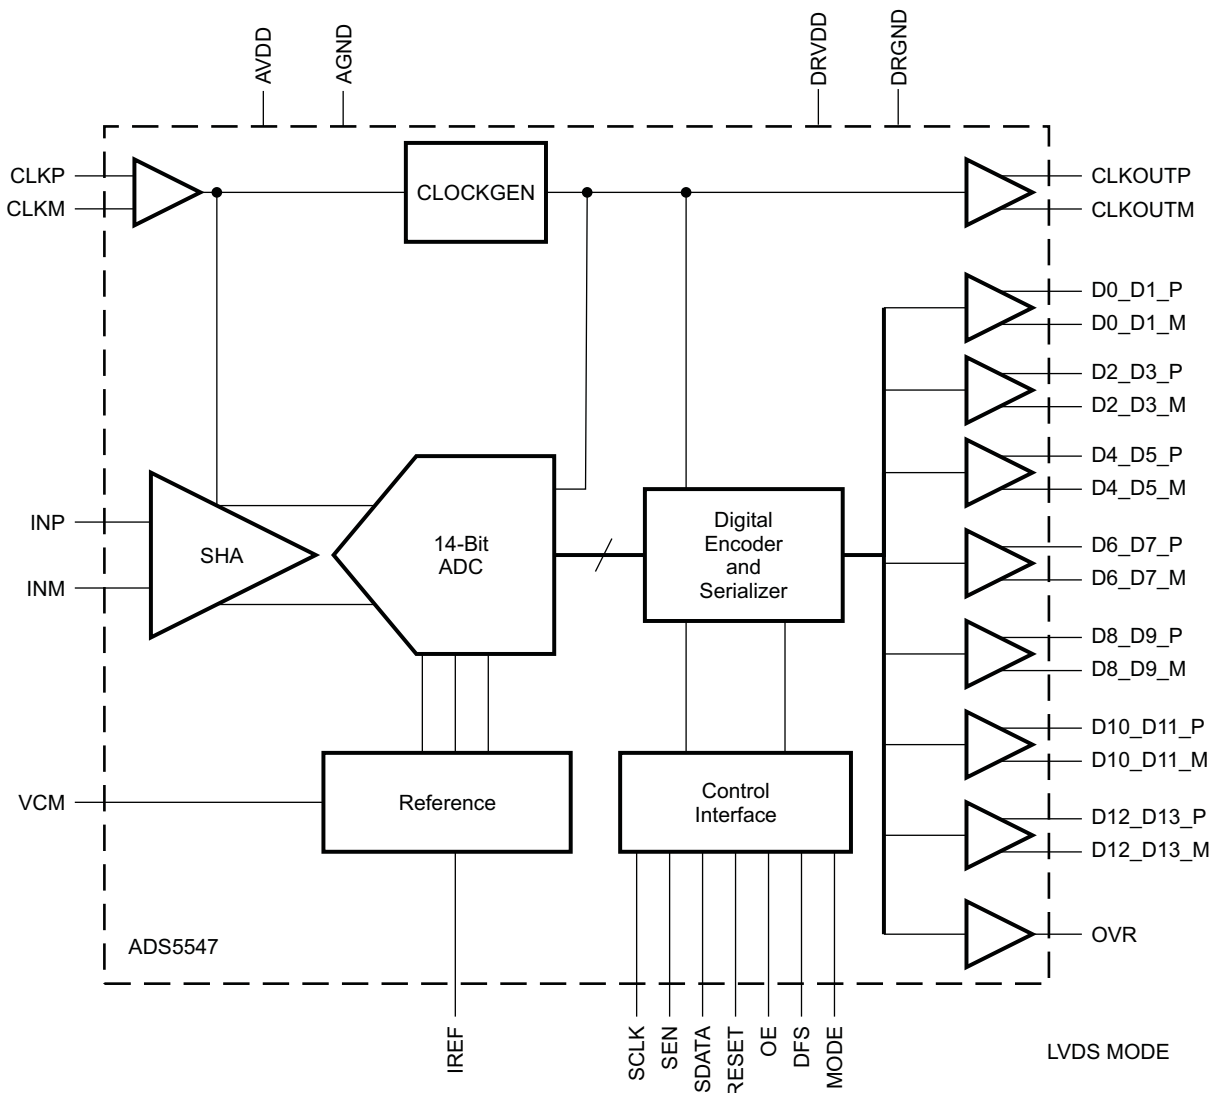 AVDD
AGND
DRVDD
DRGND
CLKP
CLKM
CLOCKGEN
CLKOUTP
CLKOUTM
D0_D1_P
D0_D1_M
D2_D3_P
D2_D3_M
D4_D5_P
D4_D5_M
INP
INM
SHA
14-Bit
ADC
Digital
Encoder
and
Serializer
D6_D7_P
D6_D7_M
D8_D9_P
D8_D9_M
D10_D11_P
D10_D11_M
VCM
Reference
Control
Interface
D12_D13_P
D12_D13_M
OVR
ADS5547
IREF
SCLK
SEN
SDATA
RESET
OE
DFS
MODE
LVDS MODE